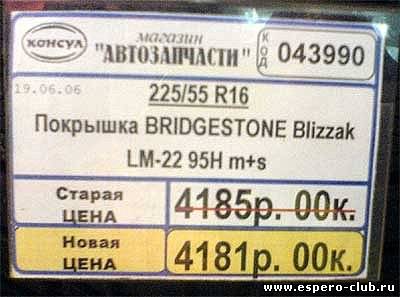 КОНСУЛ
магазин
"АВТОЗАПЧАСТИ"
КОД
043990
19.06.06
225/55 R16
Покрышка BRIDGESTONE Blizzak
LM-22 95H m+s
Старая
ЦЕНА
4185р. 00к.
Новая
ЦЕНА
4181р. 00к.
www.espero-club.ru